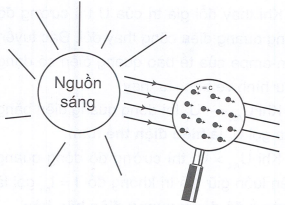 Nguồn
sáng
v = c